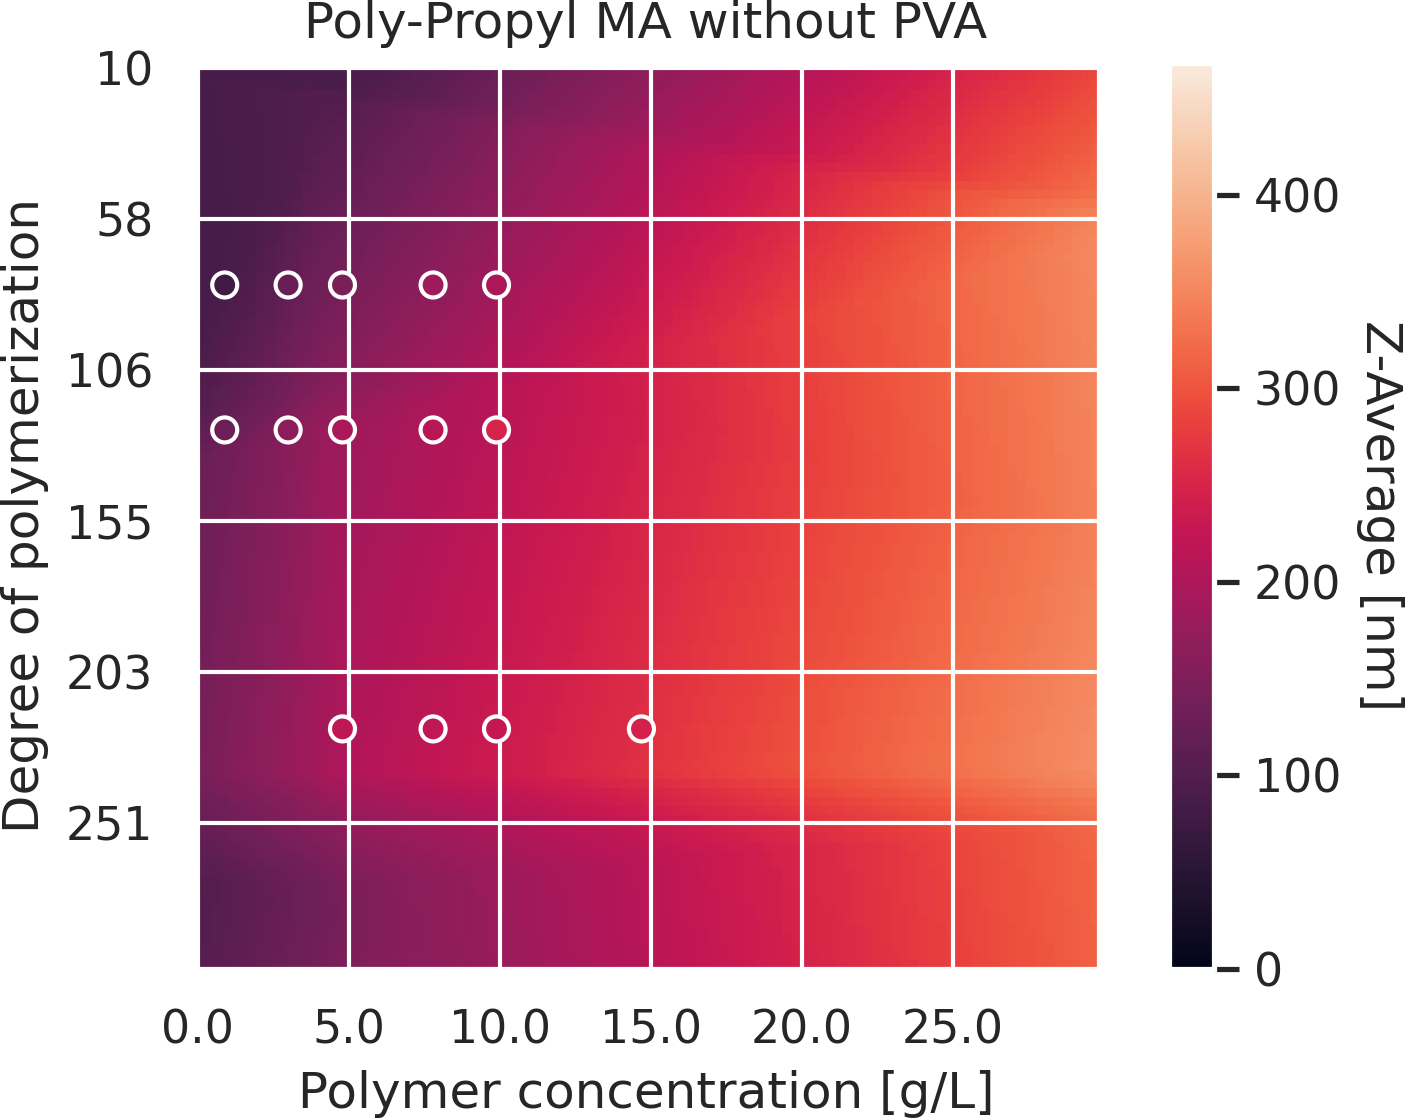 Poly-Propyl MA without PVA
10
58
106
155
203
251
Degree of polymerization
0.0 5.0 10.0 15.0 20.0 25.0
Polymer concentration [g/L]
400
300
200
100
0
Z-Average [nm]